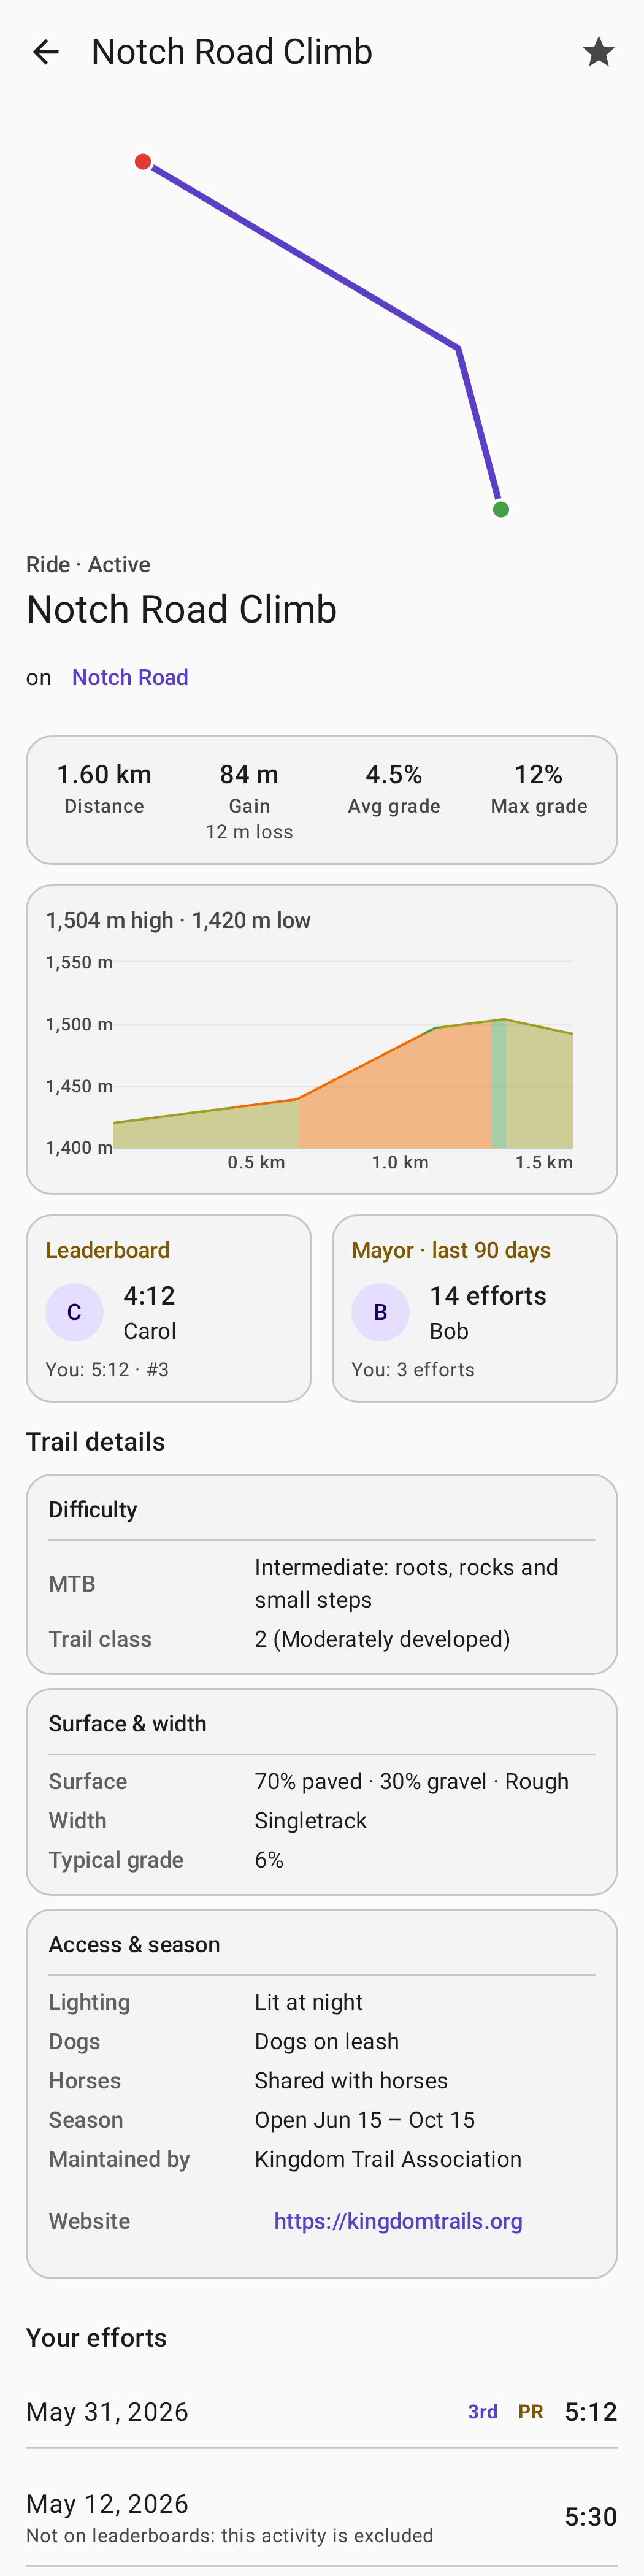 Notch Road Climb
Ride · Active
Notch Road Climb
on Notch Road
1.60 km 84 m 4.5% 12%
Distance Gain Avg grade Max grade
12 m loss
1,504 m high · 1,420 m low
1,550 m
1,500 m
1,450 m
1,400 m
0.5 km 1.0 km 1.5 km
Leaderboard
C
4:12
Carol
You: 5:12 · #3
Mayor · last 90 days
B
14 efforts
Bob
You: 3 efforts
Trail details
Difficulty
MTB Intermediate: roots, rocks and
small steps
Trail class 2 (Moderately developed)
Surface & width
Surface 70% paved · 30% gravel · Rough
Width Singletrack
Typical grade 6%
Access & season
Lighting Lit at night
Dogs Dogs on leash
Horses Shared with horses
Season Open Jun 15 – Oct 15
Maintained by Kingdom Trail Association
Website https://kingdomtrails.org
Your efforts
May 31, 2026 3rd PR 5:12
May 12, 2026 5:30
Not on leaderboards: this activity is excluded